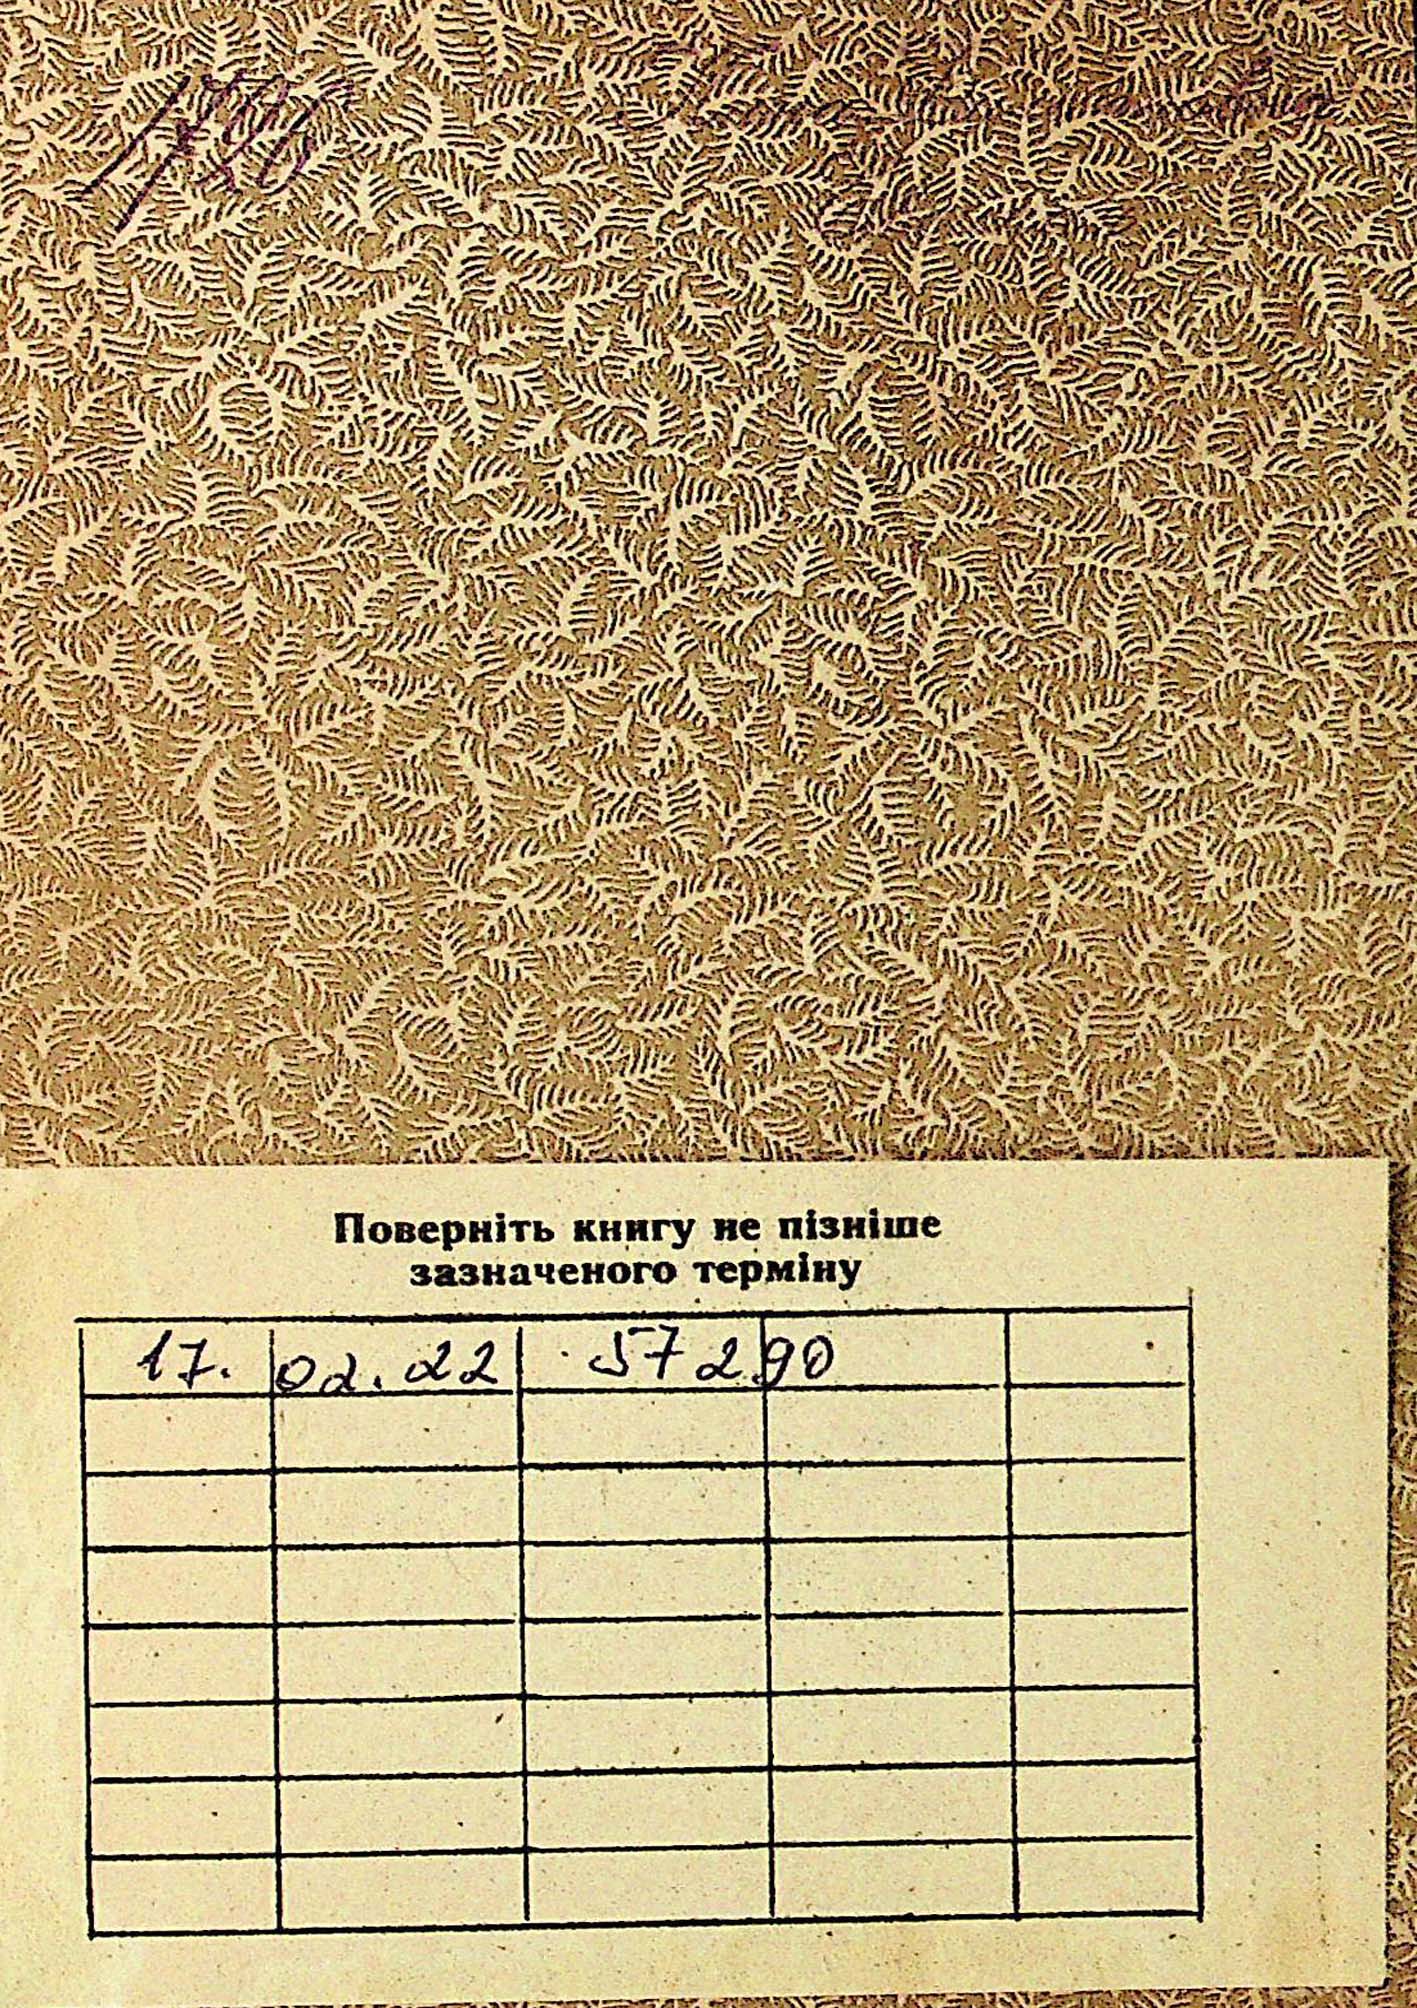 Поверніть книгу не пізніше
зазначеного терміну
17. 02. 22 57290